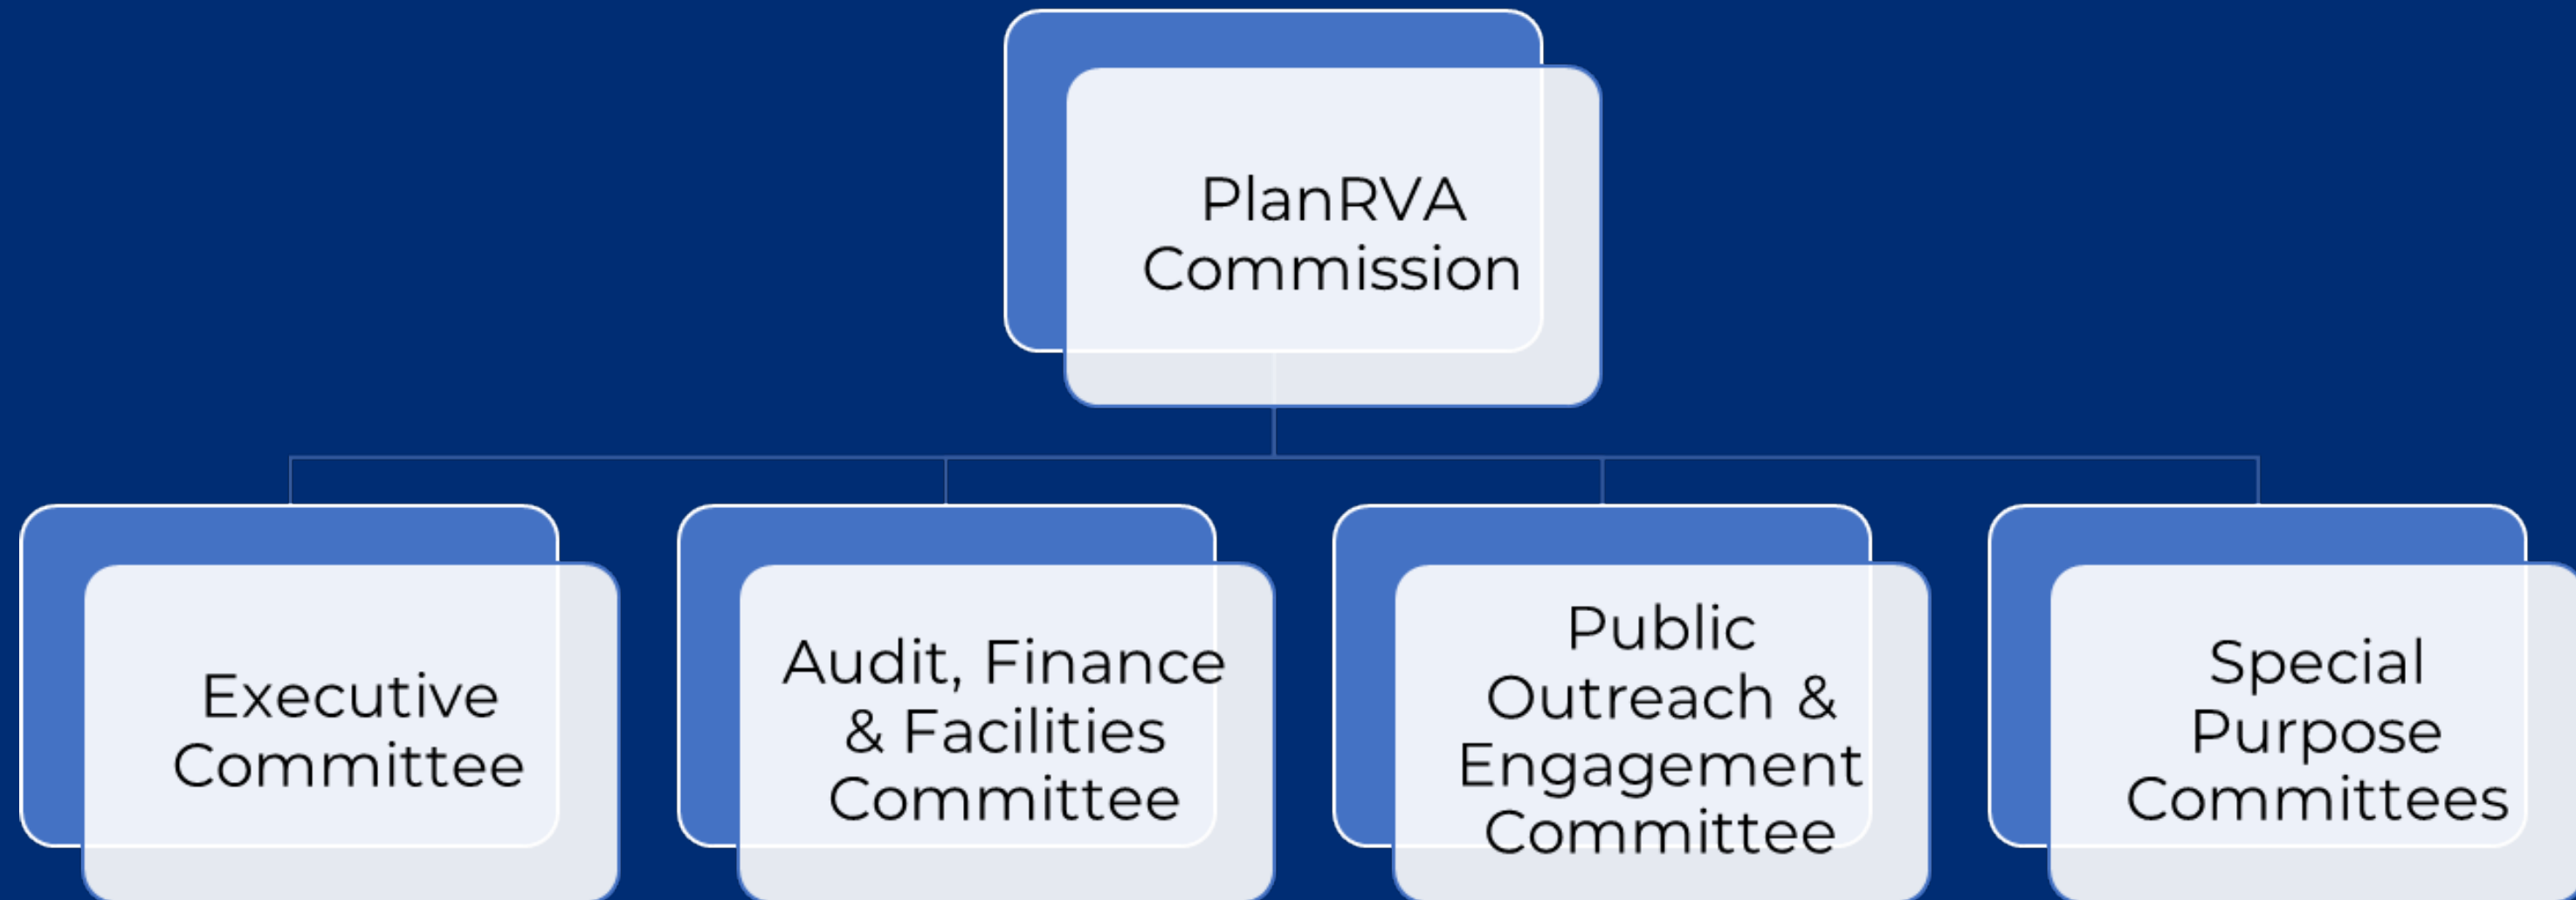 PlanRVA
Commission
Executive
Committee
Audit, Finance
& Facilities
Committee
Public
Outreach &
Engagement
Committee
Special
Purpose
Committees